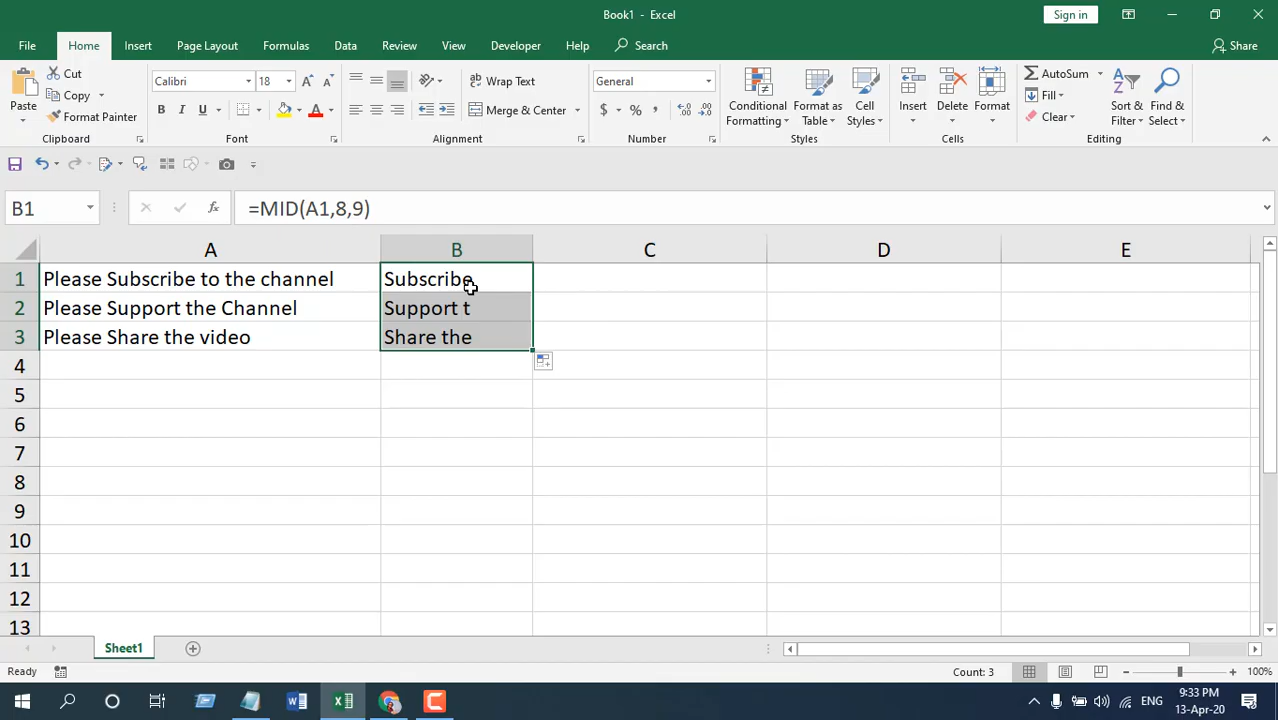 Book1 - Excel
Sign in
File Home Insert Page Layout Formulas Data Review View Developer Help Search Share
Paste Cut Copy Format Painter
Calibri 18 A A
B I U A
Wrap Text
Merge & Center
General
$ % ,
Conditional Formatting
Format as Table
Cell Styles
Insert
Delete
Format
AutoSum
Fill
Clear
Sort & Filter
Find & Select
Clipboard Font Alignment Number Styles Cells Editing
B1 fx =MID(A1,8,9)
A B C D E
1 Please Subscribe to the channel Subscribe
2 Please Support the Channel Support t
3 Please Share the video Share the
4
5
6
7
8
9
10
11
12
13
Sheet1
Ready Count: 3 100%
ENG 9:33 PM
13-Apr-20